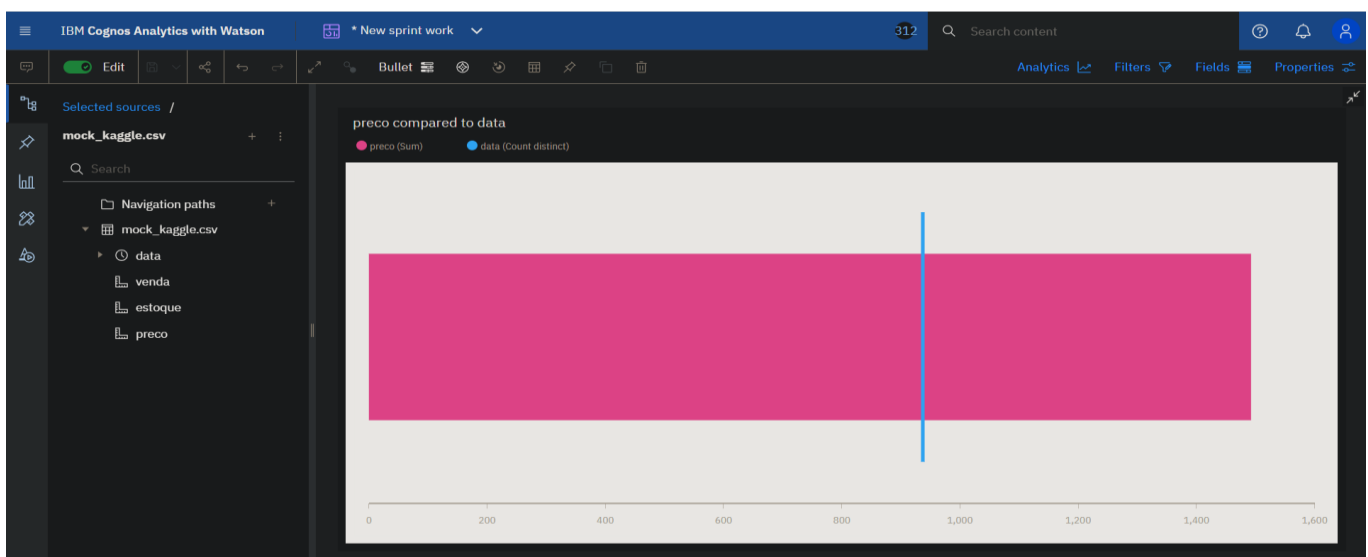 IBM Cognos Analytics with Watson
* New sprint work
312
Search content
Edit
Bullet
Analytics
Filters
Fields
Properties
Selected sources /
mock_kaggle.csv
Search
Navigation paths
mock_kaggle.csv
data
venda
estoque
preco
preco compared to data
preco (Sum)
data (Count distinct)
0 200 400 600 800 1,000 1,200 1,400 1,600